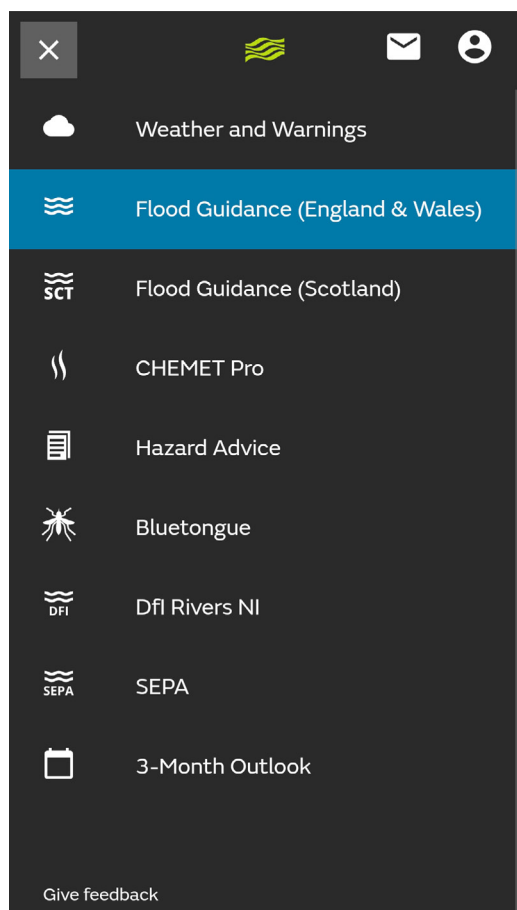 Weather and Warnings
Flood Guidance (England & Wales)
SCT
Flood Guidance (Scotland)
CHEMET Pro
Hazard Advice
Bluetongue
DFI
DfI Rivers NI
SEPA
SEPA
3-Month Outlook
Give feedback